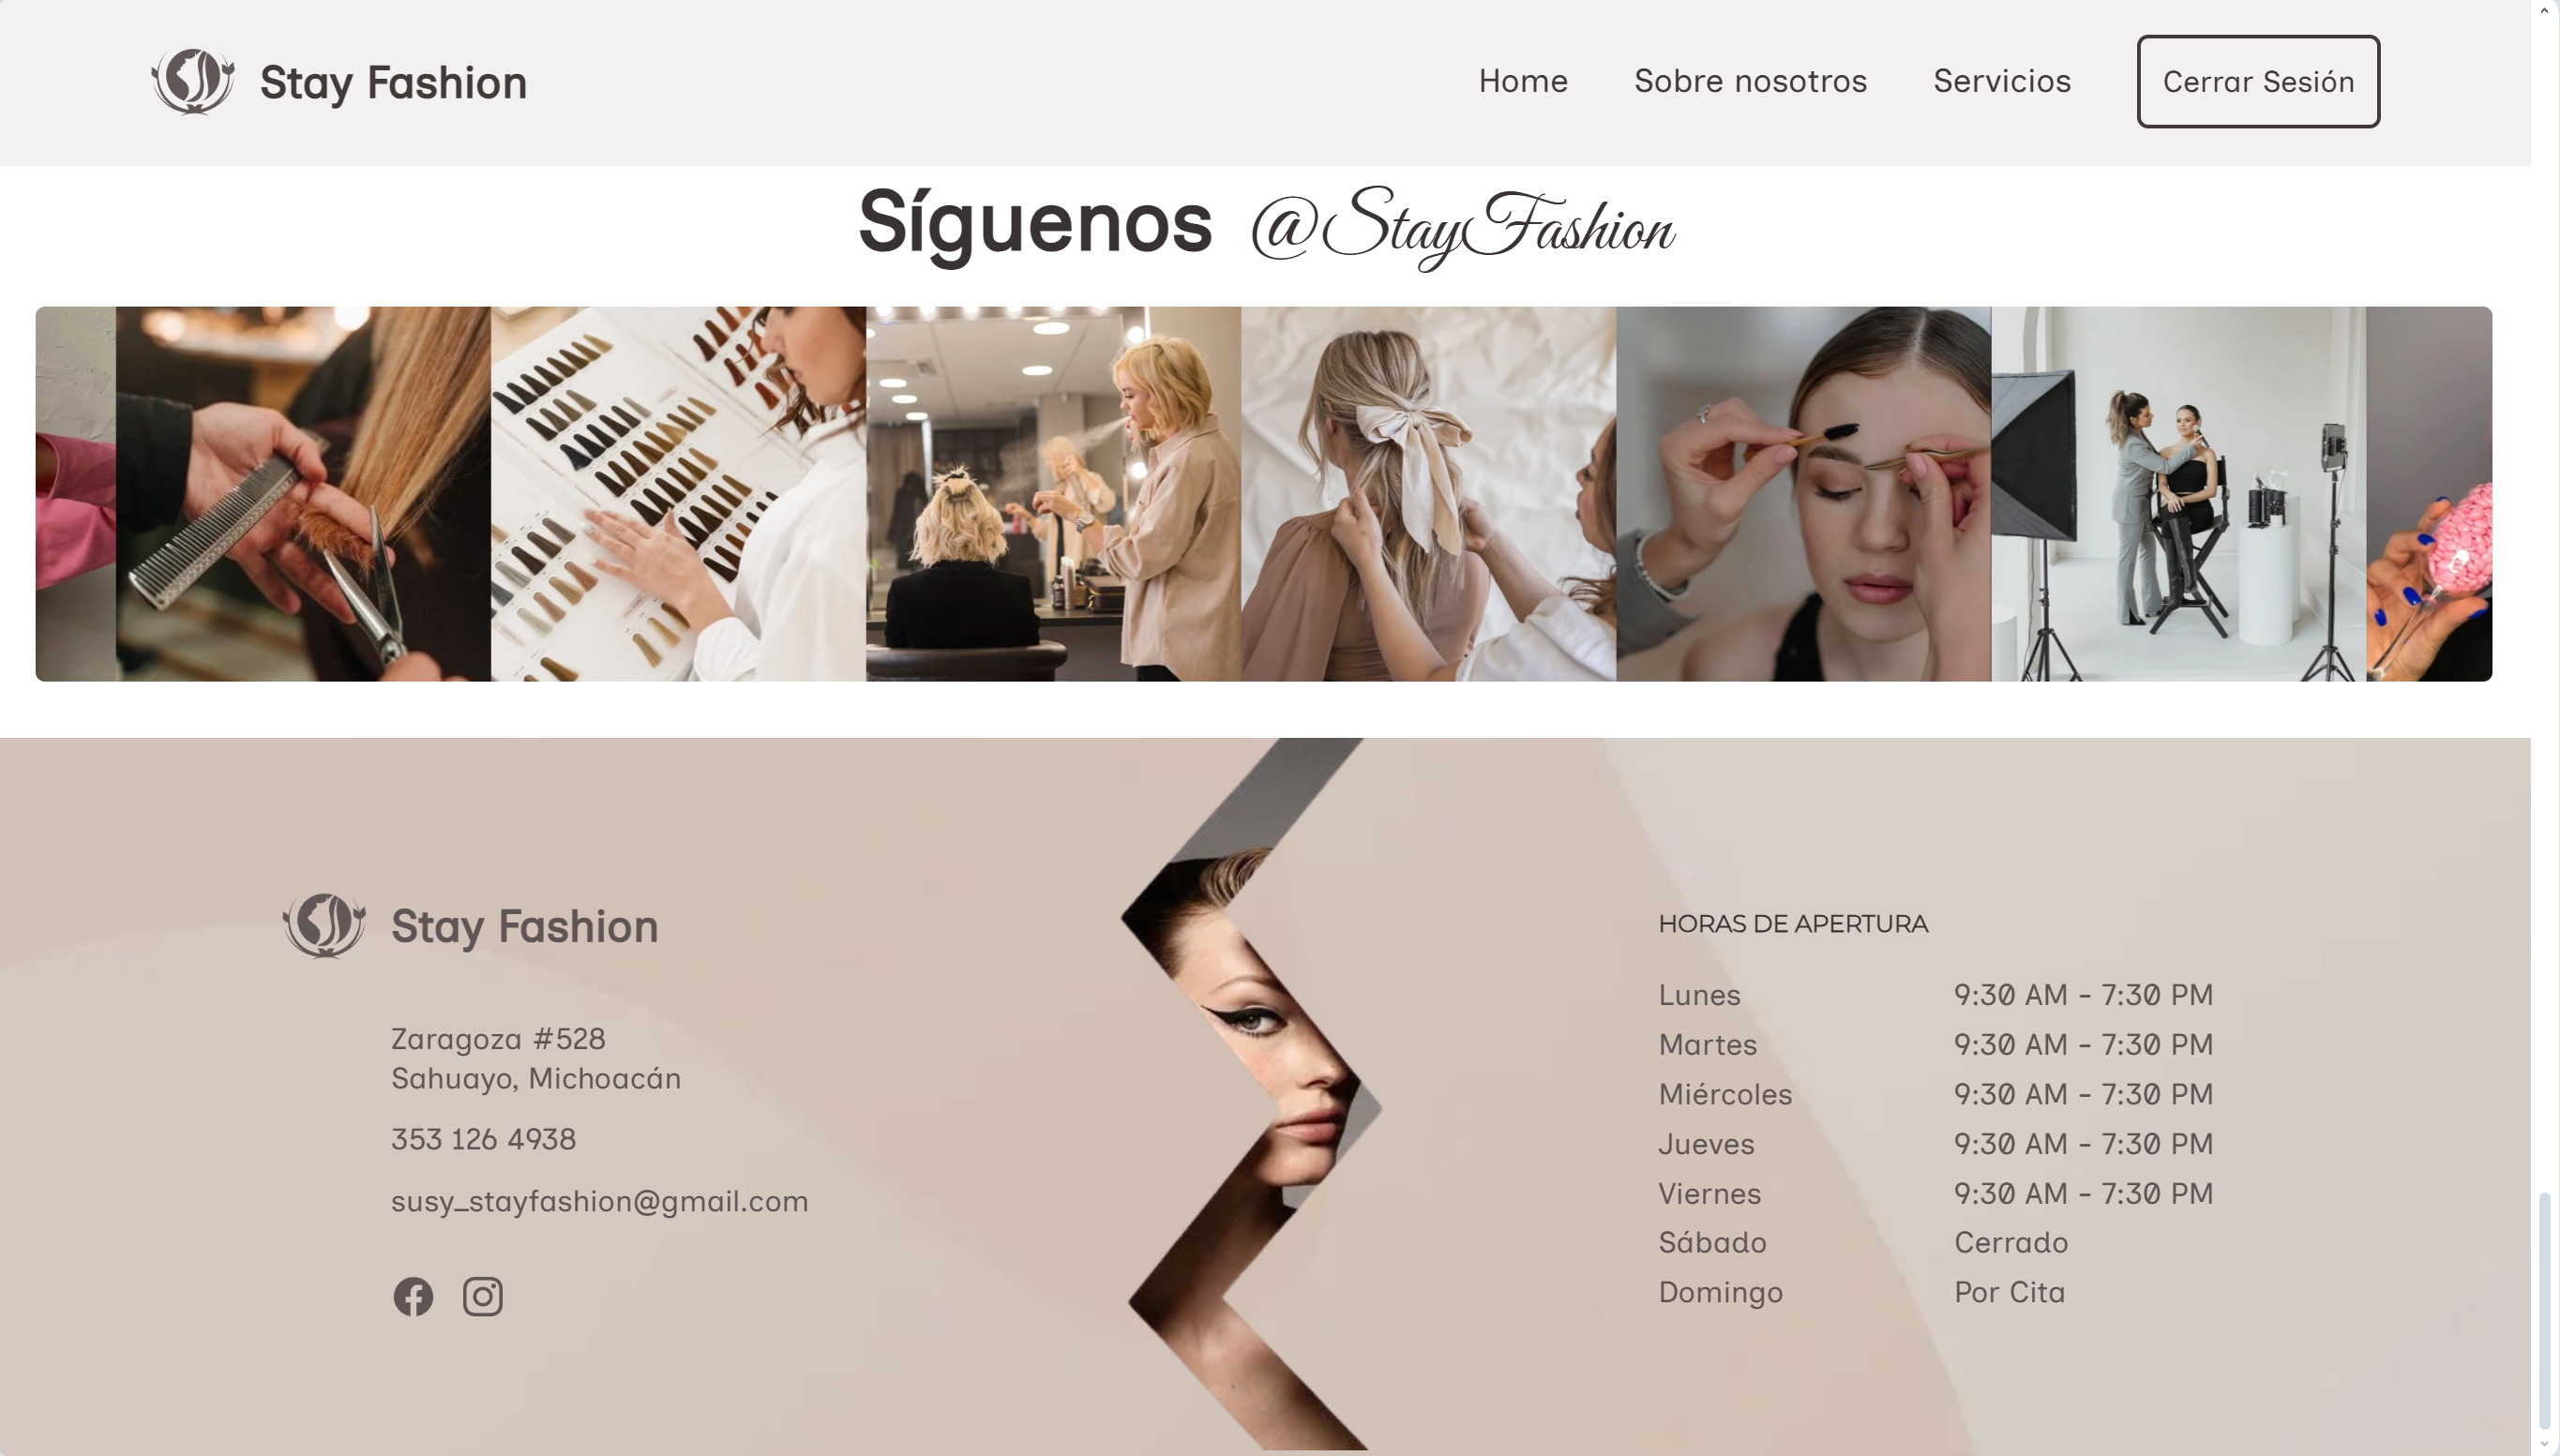 Stay Fashion
Home
Sobre nosotros
Servicios
Cerrar Sesión
Síguenos @StayFashion
Stay Fashion
Zaragoza #528
Sahuayo, Michoacán
353 126 4938
susy_stayfashion@gmail.com
HORAS DE APERTURA
Lunes 9:30 AM - 7:30 PM
Martes 9:30 AM - 7:30 PM
Miércoles 9:30 AM - 7:30 PM
Jueves 9:30 AM - 7:30 PM
Viernes 9:30 AM - 7:30 PM
Sábado Cerrado
Domingo Por Cita